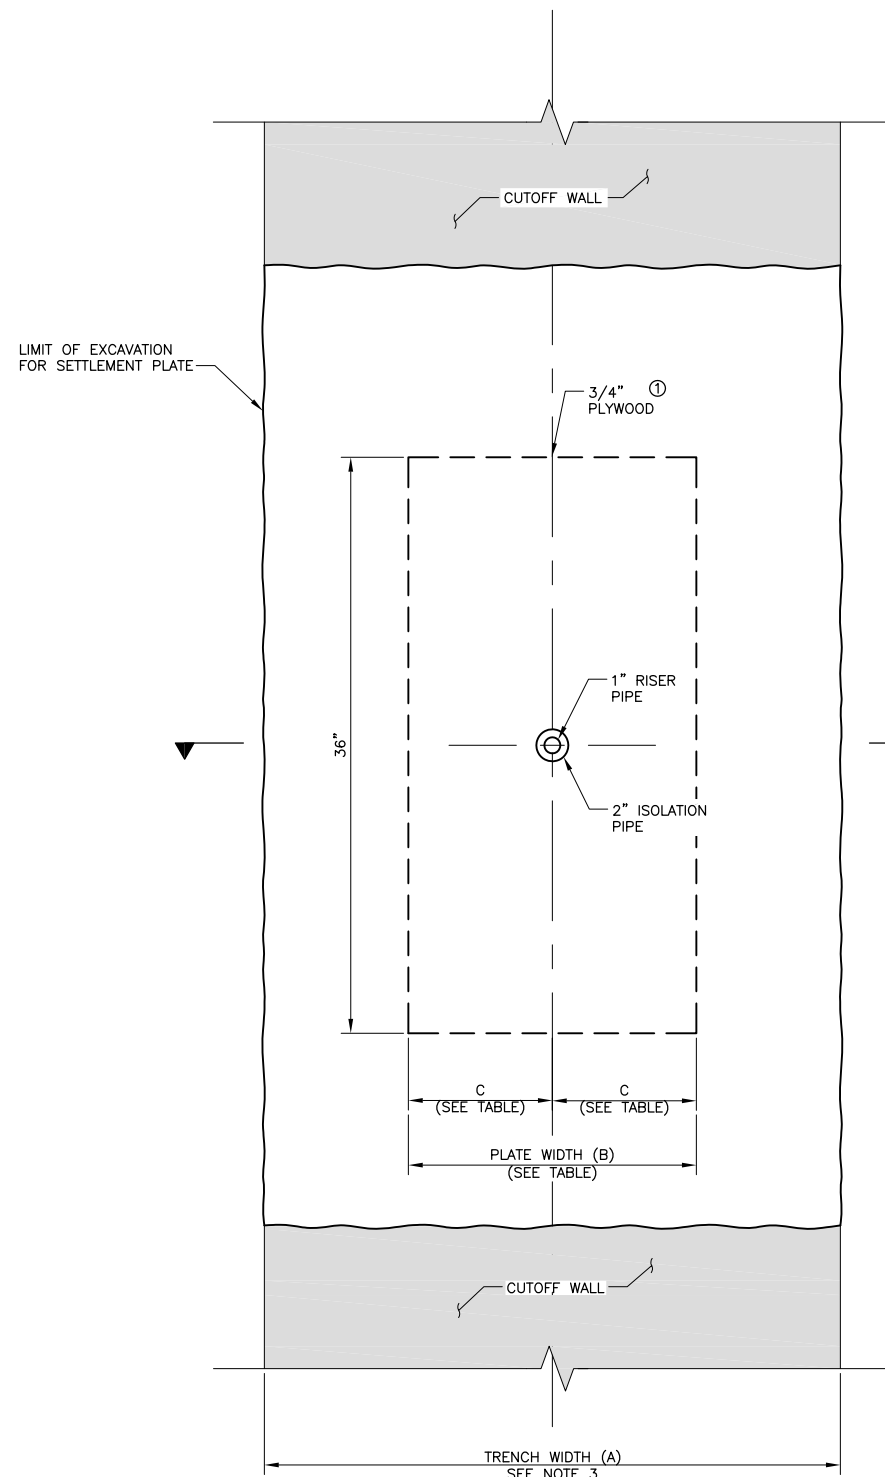 CUTOFF WALL
LIMIT OF EXCAVATION
FOR SETTLEMENT PLATE
3/4" ①
PLYWOOD
1" RISER
PIPE
36"
2" ISOLATION
PIPE
C
(SEE TABLE)
C
(SEE TABLE)
PLATE WIDTH (B)
(SEE TABLE)
CUTOFF WALL
TRENCH WIDTH (A)
SEE NOTE 3